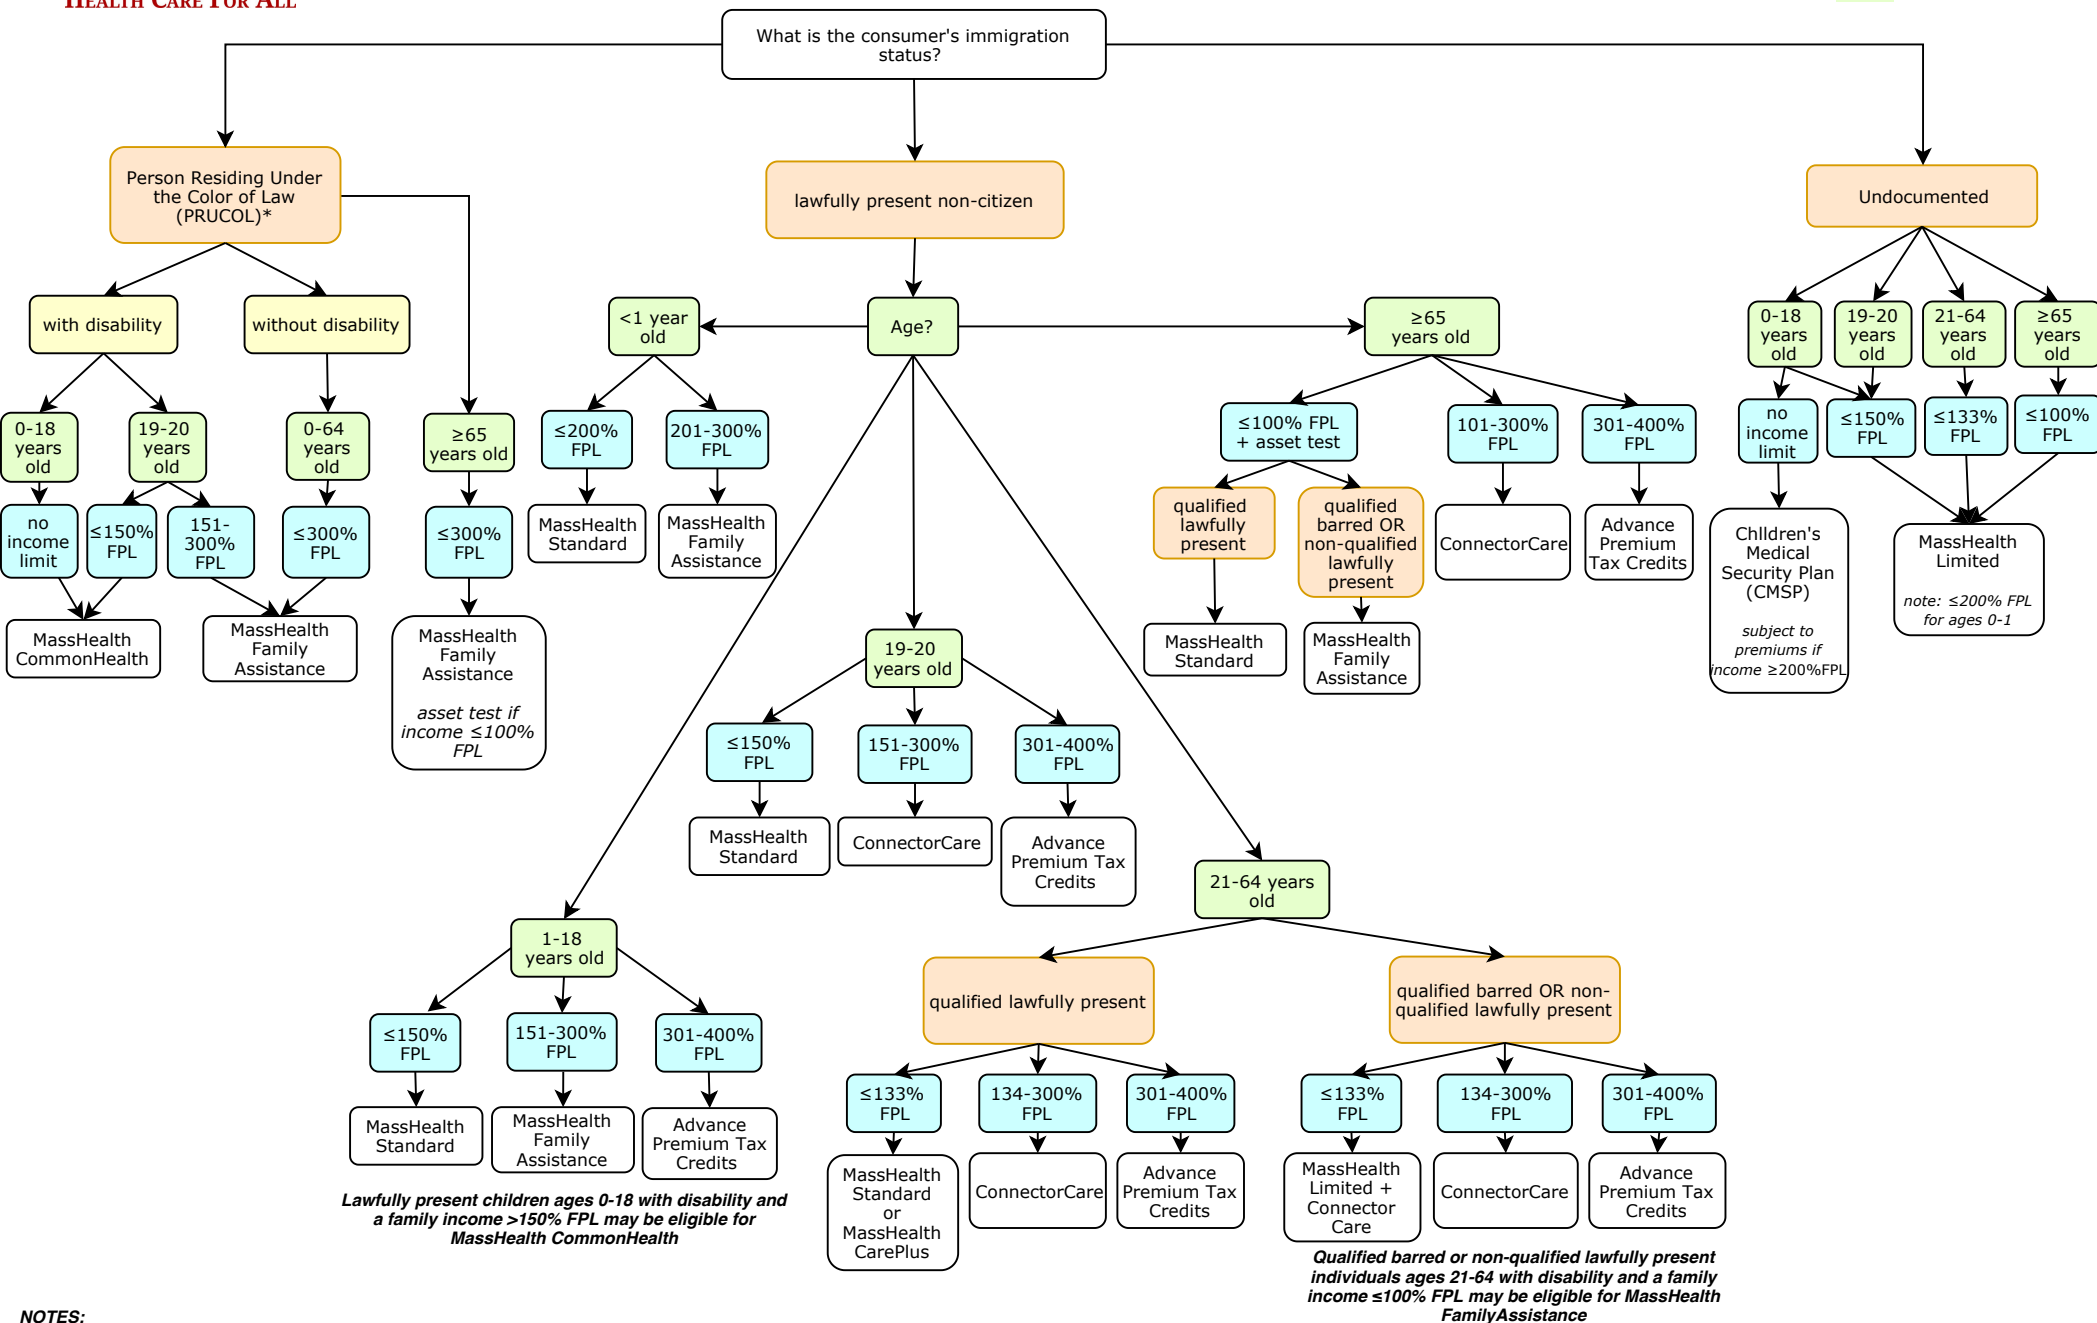 HEALTH CARE FOR ALL
What is the consumer's immigration
status?
Person Residing Under
the Color of Law
(PRUCOL)*
lawfully present non-citizen
Undocumented
with disability
without disability
<1 year
old
Age?
≥65
years old
0-18
years
old
19-20
years
old
21-64
years
old
≥65
years
old
0-18
years
old
19-20
years
old
0-64
years
old
≥65
years old
≤200%
FPL
201-300%
FPL
≤100% FPL
+ asset test
101-300%
FPL
301-400%
FPL
no
income
limit
≤150%
FPL
≤133%
FPL
≤100%
FPL
no
income
limit
≤150%
FPL
151-
300%
FPL
≤300%
FPL
≤300%
FPL
MassHealth
Standard
MassHealth
Family
Assistance
qualified
lawfully
present
qualified
barred OR
non-qualified
lawfully
present
ConnectorCare
Advance
Premium
Tax Credits
ChIldren's
Medical
Security Plan
(CMSP)
subject to
premiums if
income ≥200%FPL
MassHealth
Limited
note: ≤200% FPL
for ages 0-1
MassHealth
CommonHealth
MassHealth
Family
Assistance
MassHealth
Family
Assistance
asset test if
income ≤100%
FPL
MassHealth
Standard
MassHealth
Family
Assistance
19-20
years old
≤150%
FPL
151-300%
FPL
301-400%
FPL
MassHealth
Standard
ConnectorCare
Advance
Premium Tax
Credits
21-64 years
old
1-18
years old
qualified lawfully present
qualified barred OR non-
qualified lawfully present
≤150%
FPL
151-300%
FPL
301-400%
FPL
≤133%
FPL
134-300%
FPL
301-400%
FPL
≤133%
FPL
134-300%
FPL
301-400%
FPL
MassHealth
Standard
MassHealth
Family
Assistance
Advance
Premium Tax
Credits
MassHealth
Standard
or
MassHealth
CarePlus
ConnectorCare
Advance
Premium Tax
Credits
MassHealth
Limited +
Connector
Care
ConnectorCare
Advance
Premium Tax
Credits
Lawfully present children ages 0-18 with disability and
a family income >150% FPL may be eligible for
MassHealth CommonHealth
Qualified barred or non-qualified lawfully present
individuals ages 21-64 with disability and a family
income ≤100% FPL may be eligible for MassHealth
FamilyAssistance
NOTES: